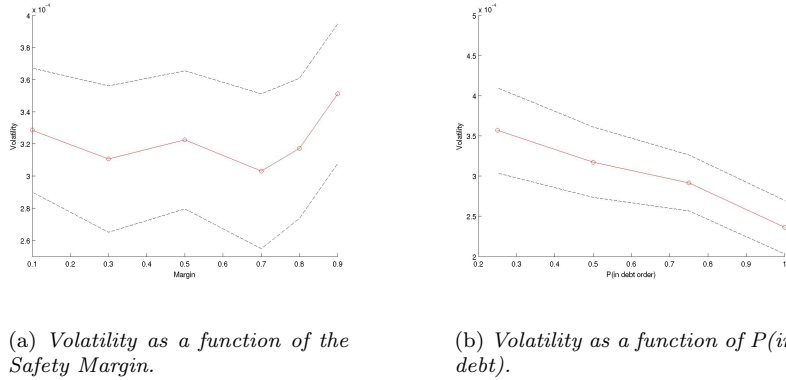 x 10⁻⁴
4
3.8
3.6
3.4
3.2
3
2.8
2.6
Volatility
0.1 0.2 0.3 0.4 0.5 0.6 0.7 0.8 0.9
Margin
x 10⁻⁴
5
4.5
4
3.5
3
2.5
2
Volatility
0.2 0.3 0.4 0.5 0.6 0.7 0.8 0.9 1
P(in debt order)
(a) Volatility as a function of the
Safety Margin.
(b) Volatility as a function of P(in
debt).